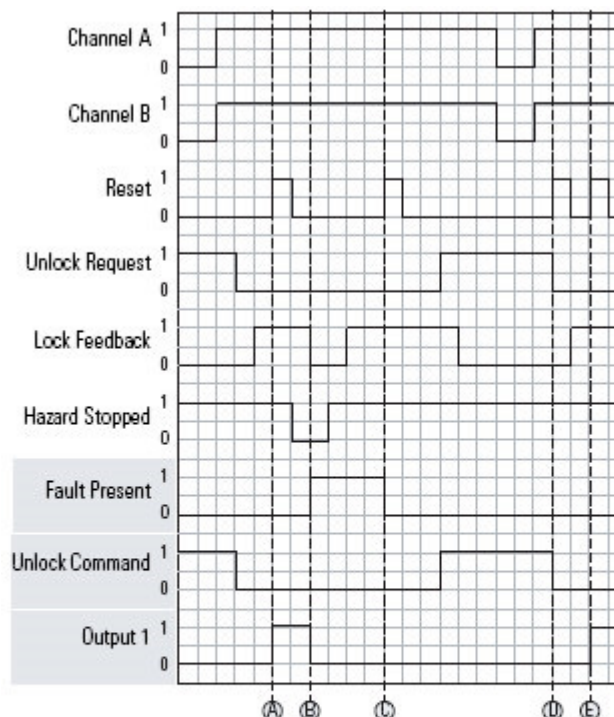 Channel A 1
0
Channel B 1
0
Reset 1
0
Unlock Request 1
0
Lock Feedback 1
0
Hazard Stopped 1
0
Fault Present 1
0
Unlock Command 1
0
Output 1 1
0
Ⓐ Ⓑ Ⓒ Ⓓ Ⓔ